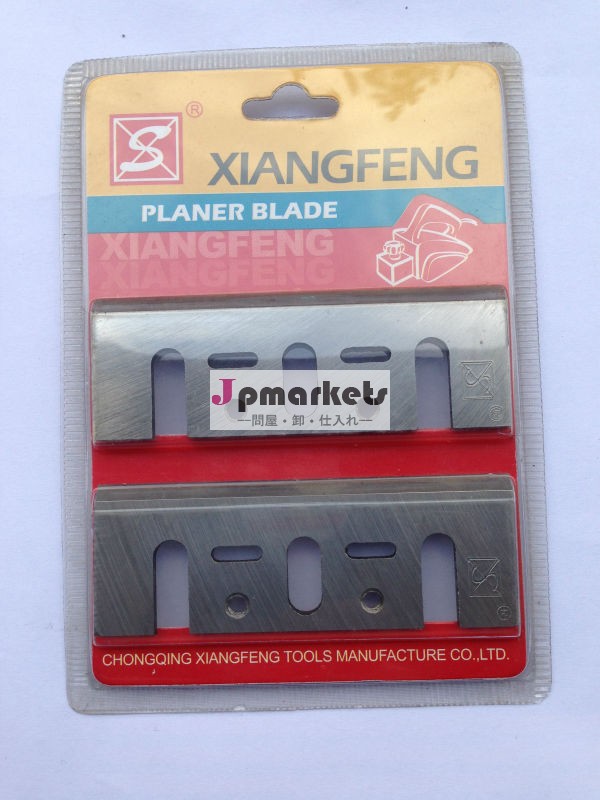 S ®
XIANGFENG
PLANER BLADE
XIANGFENG
XIANGFENG
Jpmarkets
―問屋・卸・仕入れ―
S
®
S
®
CHONGQING XIANGFENG TOOLS MANUFACTURE CO.,LTD.